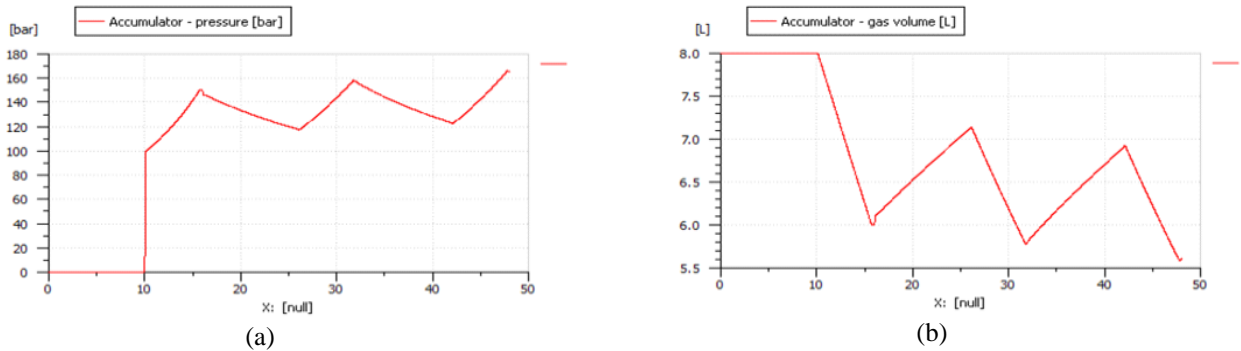 Accumulator - pressure [bar]
[bar]
180
160
140
120
100
80
60
40
20
0
0 10 20 30 40 50
X: [null]
(a)
Accumulator - gas volume [L]
[L]
8.0
7.5
7.0
6.5
6.0
5.5
0 10 20 30 40 50
X: [null]
(b)